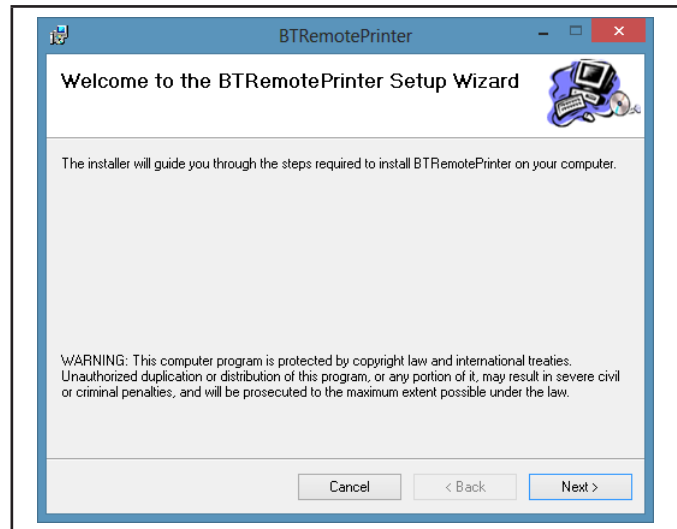 BTRemotePrinter
Welcome to the BTRemotePrinter Setup Wizard
The installer will guide you through the steps required to install BTRemotePrinter on your computer.
WARNING: This computer program is protected by copyright law and international treaties.
Unauthorized duplication or distribution of this program, or any portion of it, may result in severe civil
or criminal penalties, and will be prosecuted to the maximum extent possible under the law.
Cancel
< Back
Next >